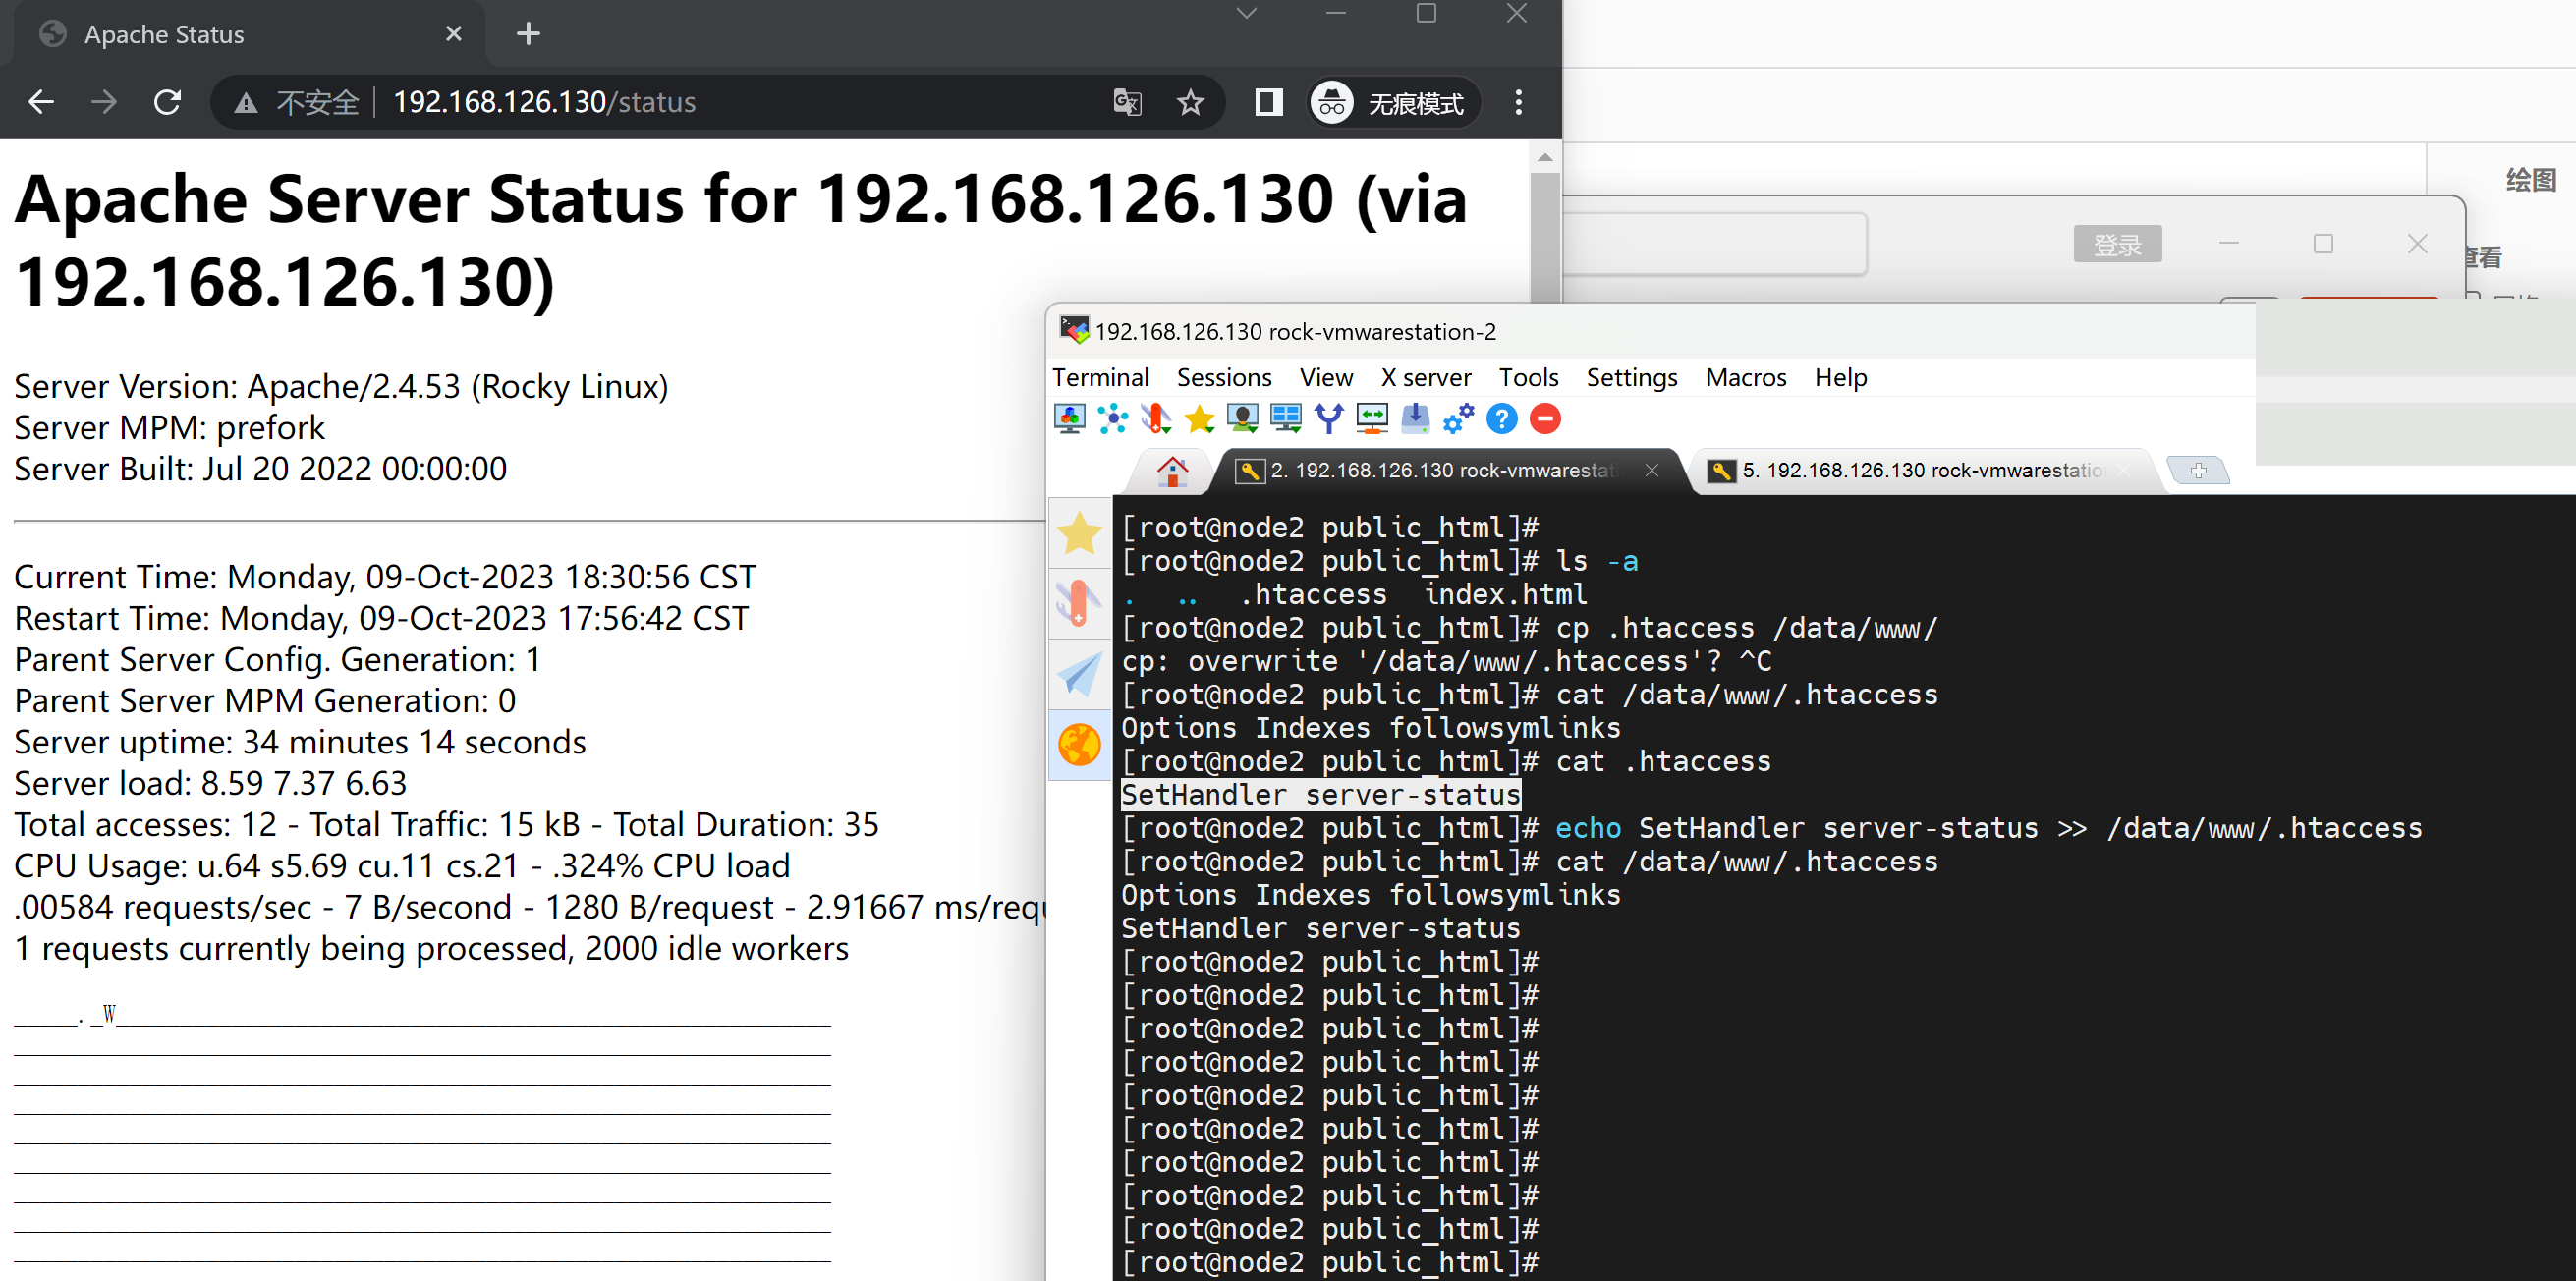 Apache Status
不安全 192.168.126.130/status
无痕模式
Apache Server Status for 192.168.126.130 (via
192.168.126.130)
Server Version: Apache/2.4.53 (Rocky Linux)
Server MPM: prefork
Server Built: Jul 20 2022 00:00:00
Current Time: Monday, 09-Oct-2023 18:30:56 CST
Restart Time: Monday, 09-Oct-2023 17:56:42 CST
Parent Server Config. Generation: 1
Parent Server MPM Generation: 0
Server uptime: 34 minutes 14 seconds
Server load: 8.59 7.37 6.63
Total accesses: 12 - Total Traffic: 15 kB - Total Duration: 35
CPU Usage: u.64 s5.69 cu.11 cs.21 - .324% CPU load
.00584 requests/sec - 7 B/second - 1280 B/request - 2.91667 ms/requ
1 requests currently being processed, 2000 idle workers
_____._W________________________________________________________
________________________________________________________________
________________________________________________________________
________________________________________________________________
________________________________________________________________
________________________________________________________________
________________________________________________________________
________________________________________________________________
________________________________________________________________
绘图
登录
查看
192.168.126.130 rock-vmwarestation-2
Terminal Sessions View X server Tools Settings Macros Help
2. 192.168.126.130 rock-vmwarestati
5. 192.168.126.130 rock-vmwarestatio
[root@node2 public_html]#
[root@node2 public_html]# ls -a
. .. .htaccess index.html
[root@node2 public_html]# cp .htaccess /data/www/
cp: overwrite '/data/www/.htaccess'? ^C
[root@node2 public_html]# cat /data/www/.htaccess
Options Indexes followsymlinks
[root@node2 public_html]# cat .htaccess
SetHandler server-status
[root@node2 public_html]# echo SetHandler server-status >> /data/www/.htaccess
[root@node2 public_html]# cat /data/www/.htaccess
Options Indexes followsymlinks
SetHandler server-status
[root@node2 public_html]#
[root@node2 public_html]#
[root@node2 public_html]#
[root@node2 public_html]#
[root@node2 public_html]#
[root@node2 public_html]#
[root@node2 public_html]#
[root@node2 public_html]#
[root@node2 public_html]#
[root@node2 public_html]#